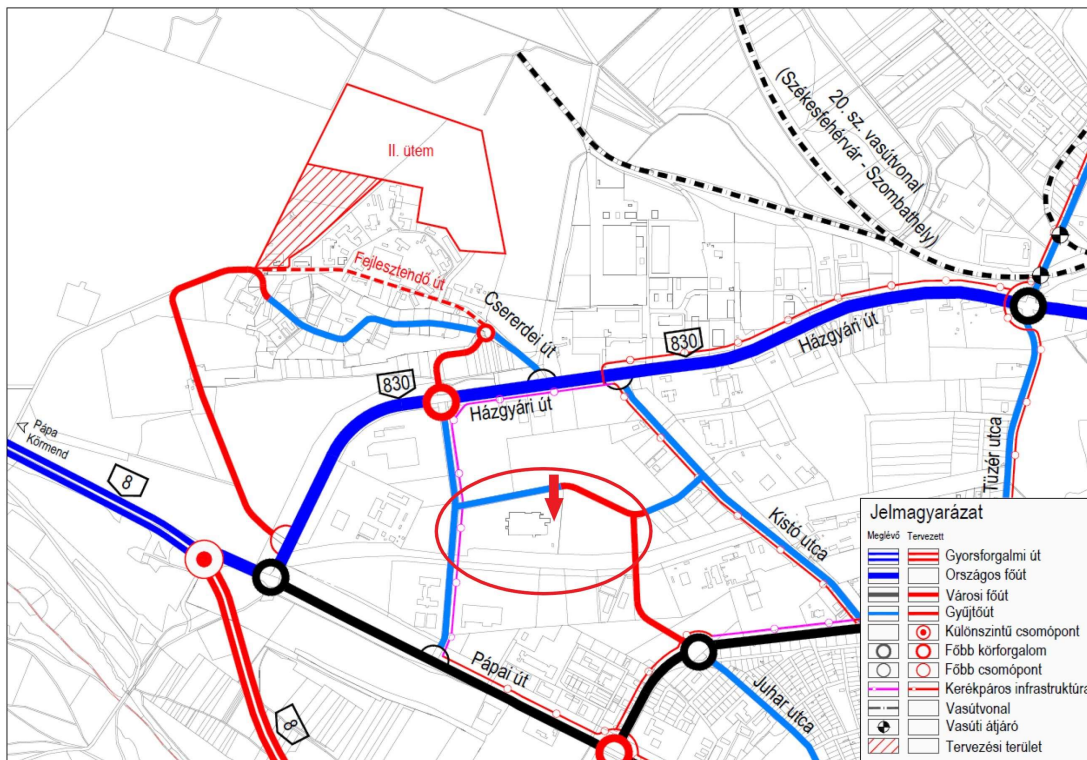 20. sz. vasútvonal
(Székesfehérvár - Szombathely)
II. ütem
Fejlesztendő út
Csererdei út
830
Házgyári út
830
Házgyári út
Pápa
Körmend
8
Tüzér utca
Kistó utca
Pápai út
Juhar utca
8
Jelmagyarázat
Meglévő Tervezett
Gyorsforgalmi út
Országos főút
Városi főút
Gyűjtőút
Különszintű csomópont
Főbb körforgalom
Főbb csomópont
Kerékpáros infrastruktúra
Vasútvonal
Vasúti átjáró
Tervezési terület